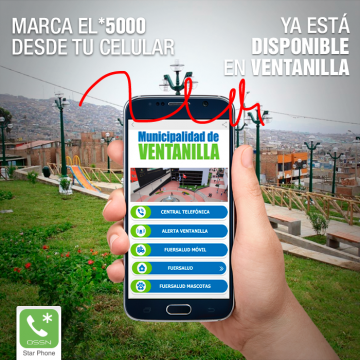 MARCA EL*5000
DESDE TU CELULAR
YA ESTÁ
DISPONIBLE
EN VENTANILLA
Municipalidad de
VENTANILLA
CENTRAL TELEFÓNICA
ALERTA VENTANILLA
FUERSALUD MÓVIL
FUERSALUD
FUERSALUD MASCOTAS
Star Phone